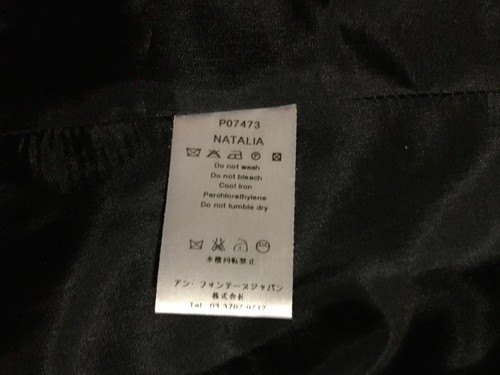 P07473
NATALIA
Do not wash
Do not bleach
Cool iron
Perchlorethylene
Do not tumble dry
アン・フォンテーヌジャパン
株式会社
Tel